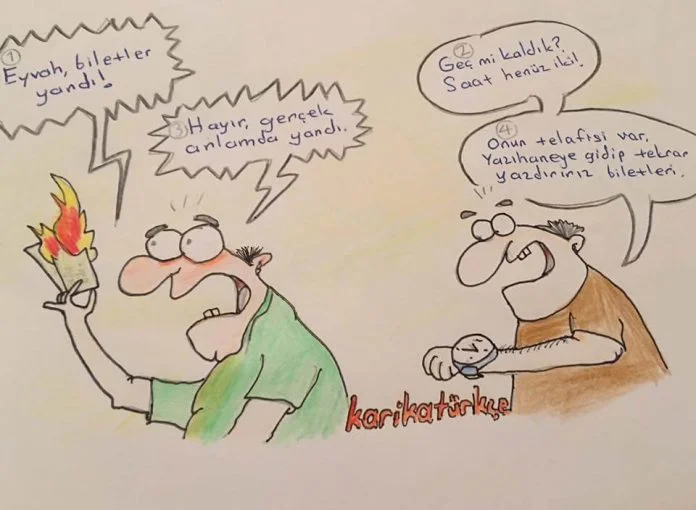 1
Eyvah, biletler
yandı!
2
Geç mi kaldık?
Saat henüz iki!
3 Hayır, gerçek
anlamda yandı.
4
Onun telafisi var,
Yazıhaneye gidip tekrar
yazdırırız biletleri.
karikatürkçe